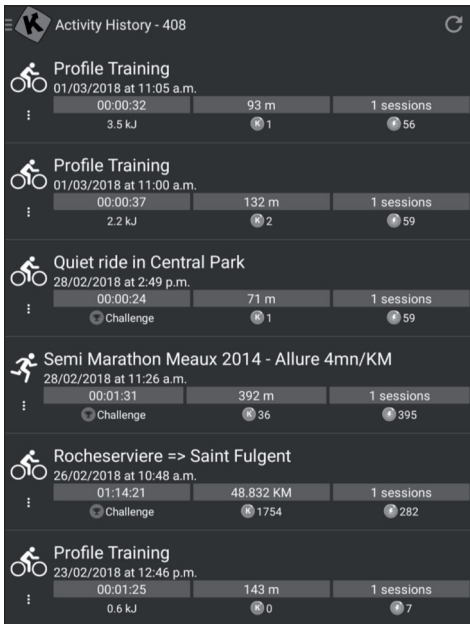 K Activity History - 408
Profile Training
01/03/2018 at 11:05 a.m.
00:00:32 93 m 1 sessions
3.5 kJ K 1 56
Profile Training
01/03/2018 at 11:00 a.m.
00:00:37 132 m 1 sessions
2.2 kJ K 2 59
Quiet ride in Central Park
28/02/2018 at 2:49 p.m.
00:00:24 71 m 1 sessions
Challenge K 1 59
Semi Marathon Meaux 2014 - Allure 4mn/KM
28/02/2018 at 11:26 a.m.
00:01:31 392 m 1 sessions
Challenge K 36 395
Rocheserviere => Saint Fulgent
26/02/2018 at 10:48 a.m.
01:14:21 48.832 KM 1 sessions
Challenge K 1754 282
Profile Training
23/02/2018 at 12:46 p.m.
00:01:25 143 m 1 sessions
0.6 kJ K 0 7